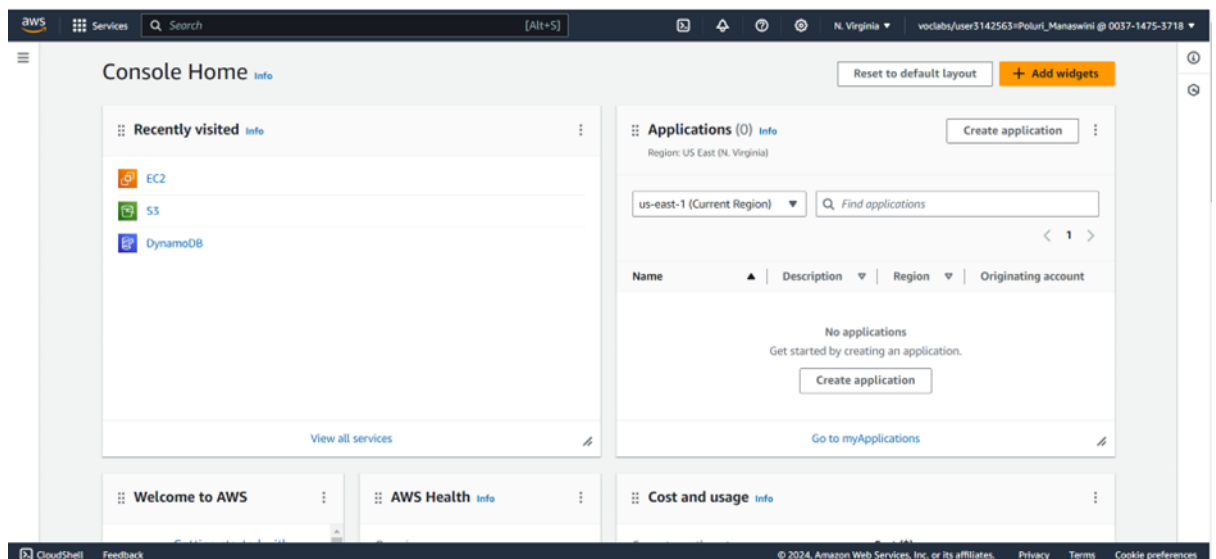 aws Services Search [Alt+S] N. Virginia voclabs/user3142563=Poluri_Manaswini @ 0037-1475-3718
Console Home Info
Reset to default layout
+ Add widgets
Recently visited Info
EC2
S3
DynamoDB
View all services
Applications (0) Info
Create application
Region: US East (N. Virginia)
us-east-1 (Current Region)
Find applications
1
Name Description Region Originating account
No applications
Get started by creating an application.
Create application
Go to myApplications
Welcome to AWS
AWS Health Info
Cost and usage Info
CloudShell Feedback © 2024, Amazon Web Services, Inc. or its affiliates. Privacy Terms Cookie preferences